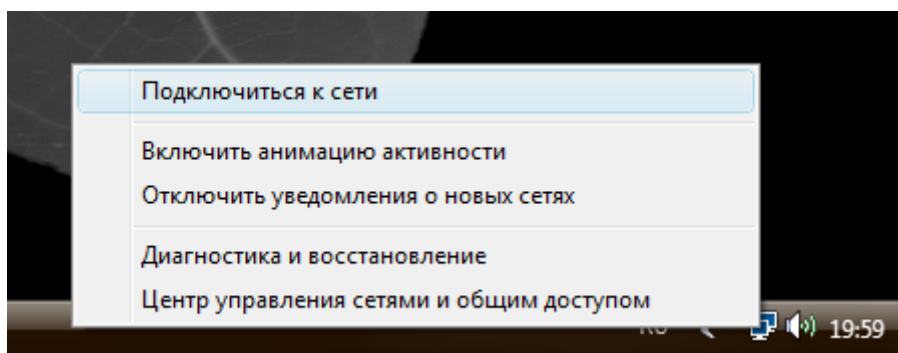 Подключиться к сети
Включить анимацию активности
Отключить уведомления о новых сетях
Диагностика и восстановление
Центр управления сетями и общим доступом
19:59